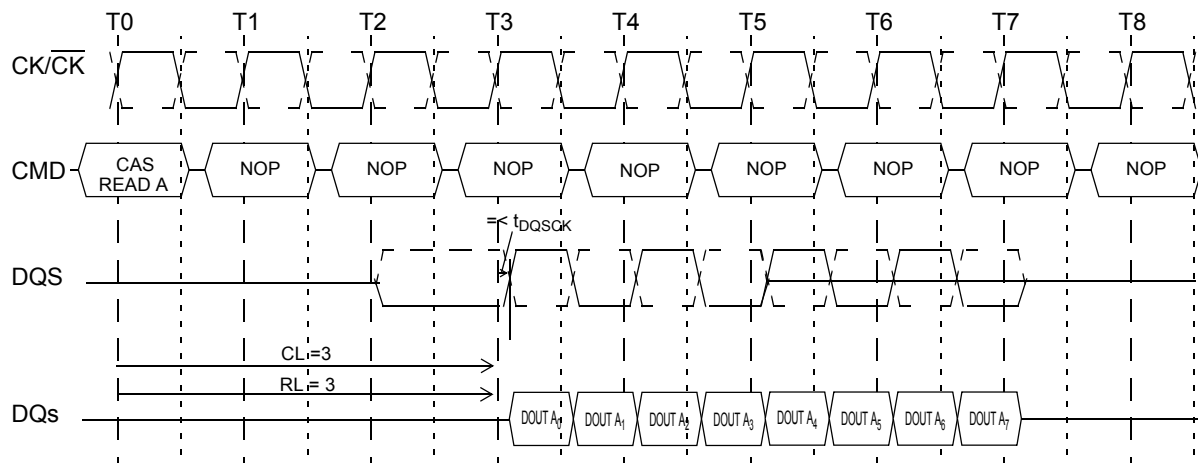 T0 T1 T2 T3 T4 T5 T6 T7 T8
CK/CK
CMD
CAS READ A
NOP NOP NOP NOP NOP NOP NOP NOP
=< tDQSCK
DQS
CL =3
RL = 3
DQs
DOUT A0 DOUT A1 DOUT A2 DOUT A3 DOUT A4 DOUT A5 DOUT A6 DOUT A7